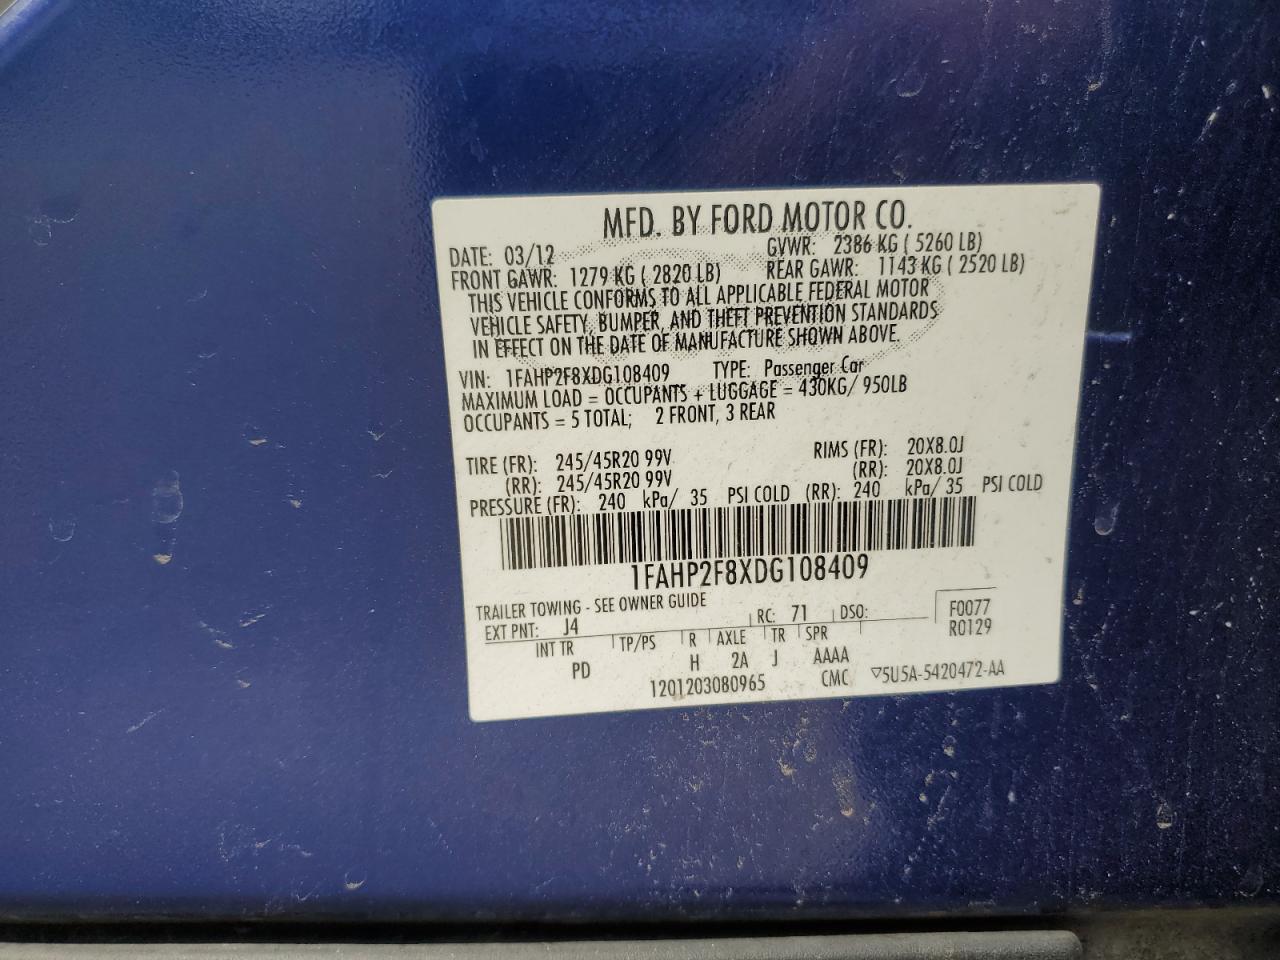 MFD. BY FORD MOTOR CO.
DATE: 03/12 GVWR: 2386 KG ( 5260 LB)
FRONT GAWR: 1279 KG ( 2820 LB) REAR GAWR: 1143 KG ( 2520 LB)
THIS VEHICLE CONFORMS TO ALL APPLICABLE FEDERAL MOTOR
VEHICLE SAFETY, BUMPER, AND THEFT PREVENTION STANDARDS
IN EFFECT ON THE DATE OF MANUFACTURE SHOWN ABOVE.
VIN: 1FAHP2F8XDG108409 TYPE: Passenger Car
MAXIMUM LOAD = OCCUPANTS + LUGGAGE = 430KG/ 950LB
OCCUPANTS = 5 TOTAL; 2 FRONT, 3 REAR
TIRE (FR): 245/45R20 99V RIMS (FR): 20X8.0J
(RR): 245/45R20 99V (RR): 20X8.0J
PRESSURE (FR): 240 kPa/ 35 PSI COLD (RR): 240 kPa/ 35 PSI COLD
1FAHP2F8XDG108409
TRAILER TOWING - SEE OWNER GUIDE
EXT PNT: J4 RC: 71 DSO: F0077
R0129
INT TR TP/PS R AXLE TR SPR
PD H 2A J AAAA
1201203080965 CMC ▽5U5A-5420472-AA